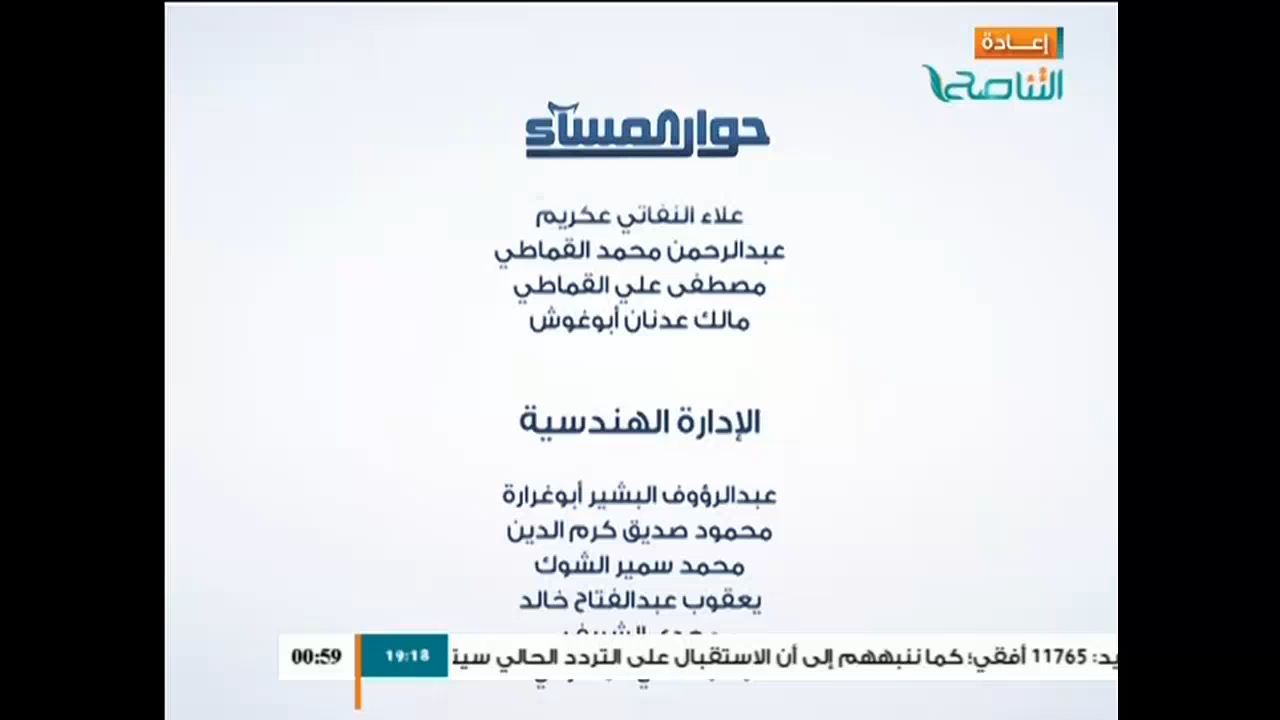 إعادة
التناصح
حوار المساء
علاء النفاتي عكريم
عبدالرحمن محمد القماطي
مصطفى علي القماطي
مالك عدنان أبوغوش
الإدارة الهندسية
عبدالرؤوف البشير أبوغرارة
محمود صديق كرم الدين
محمد سمير الشوك
يعقوب عبدالفتاح خالد
يد: 11765 أفقي؛ كما ننبههم إلى أن الاستقبال على التردد الحالي سيت
19:18
00:59